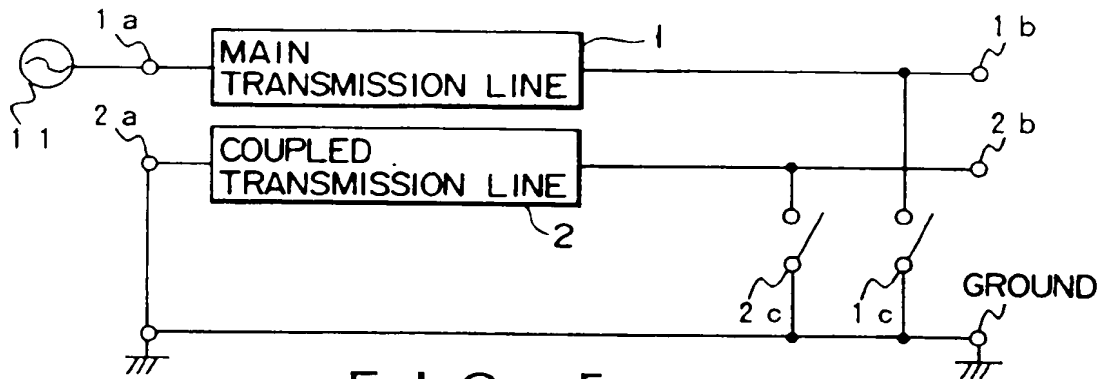 1 a
MAIN
TRANSMISSION LINE
1
1 b
1 1
2 a
COUPLED
TRANSMISSION LINE
2
2 b
2 c
1 c
GROUND